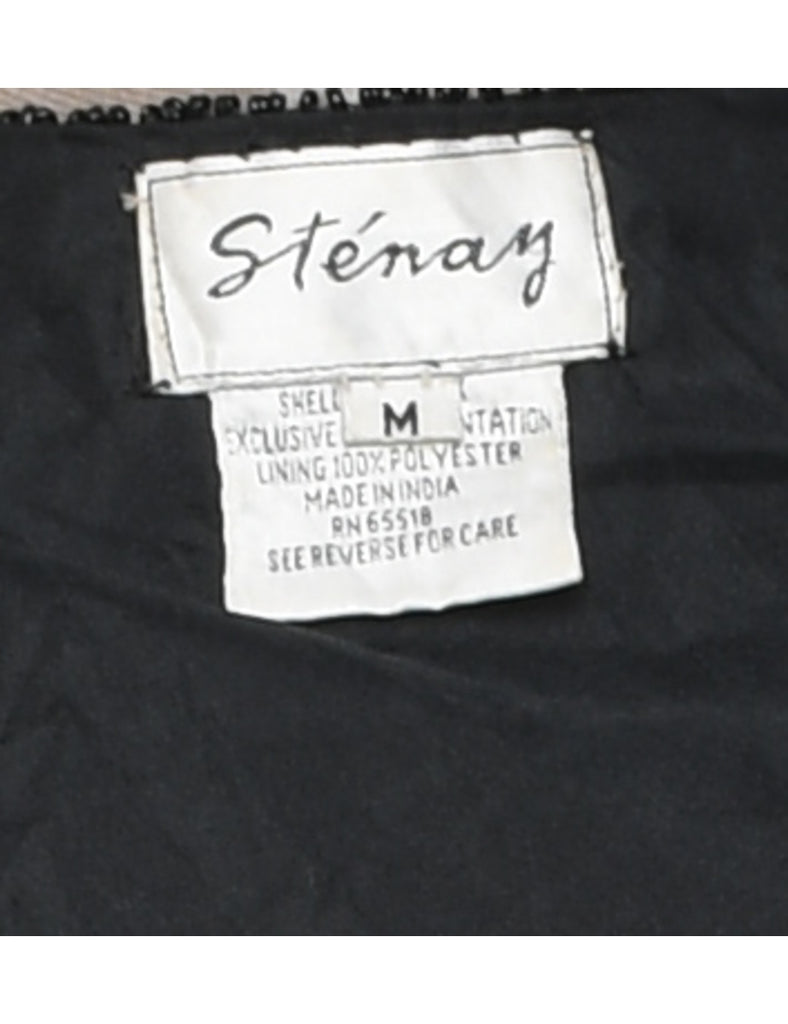 Sténay
M
SHELL
EXCLUSIVE NTATION
LINING 100% POLYESTER
MADE IN INDIA
RN 65518
SEE REVERSE FOR CARE